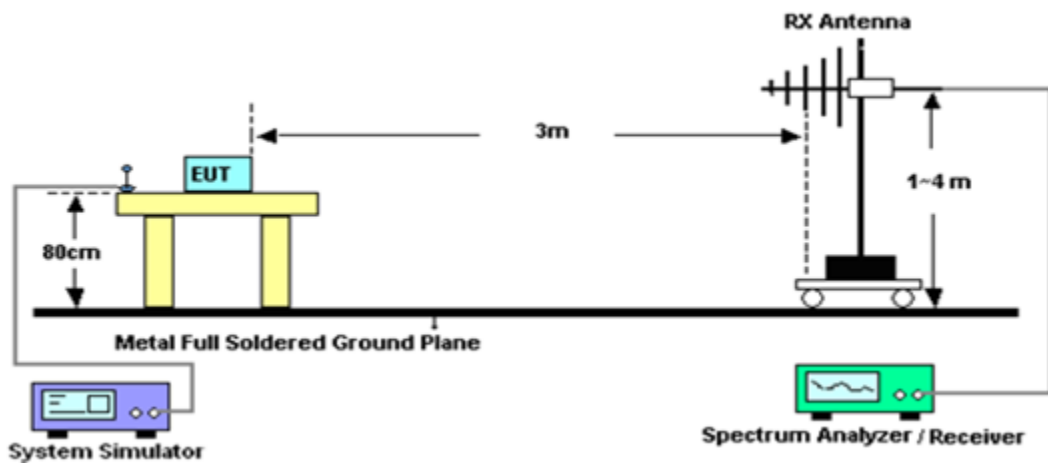 RX Antenna
3m
EUT
1~4 m
80cm
Metal Full Soldered Ground Plane
System Simulator
Spectrum Analyzer / Receiver